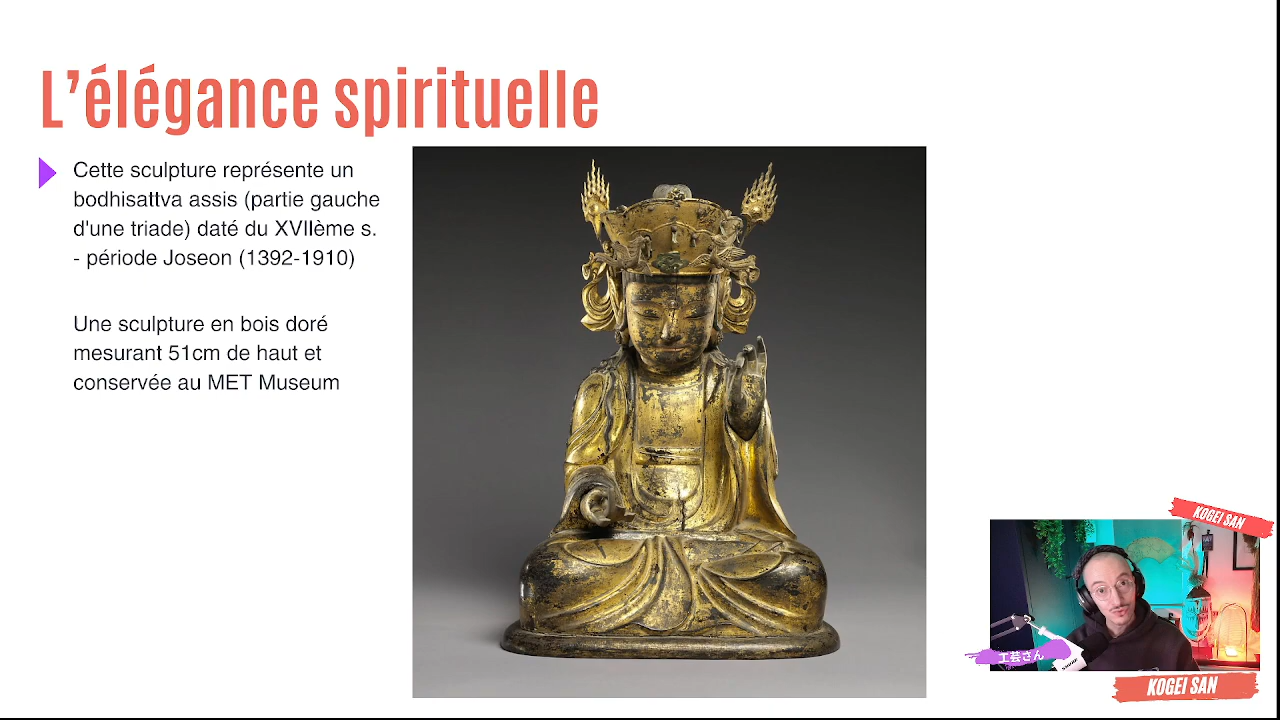 L’élégance spirituelle
Cette sculpture représente un
bodhisattva assis (partie gauche
d'une triade) daté du XVIIème s.
- période Joseon (1392-1910)
Une sculpture en bois doré
mesurant 51cm de haut et
conservée au MET Museum
KOGEI SAN
工芸さん
KOGEI SAN